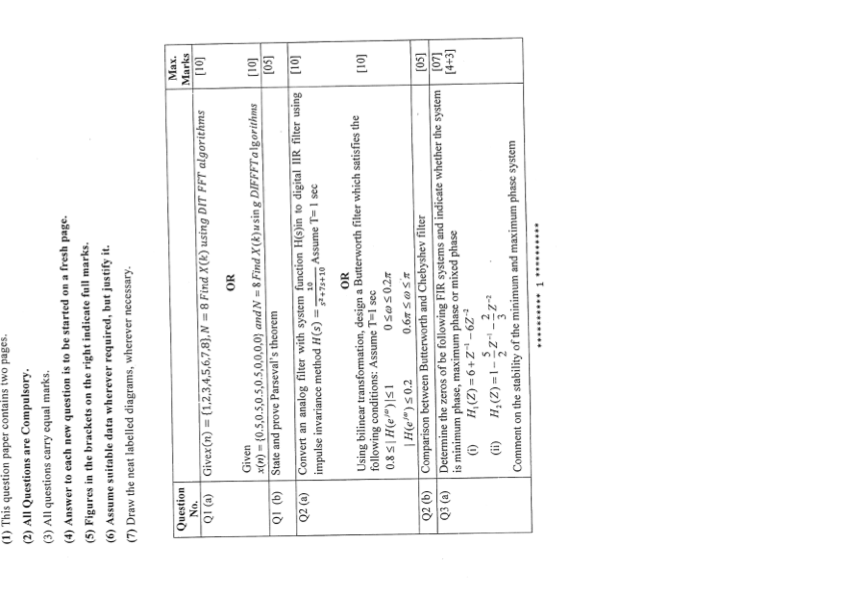 (1) This question paper contains two pages.
(2) All Questions are Compulsory.
(3) All questions carry equal marks.
(4) Answer to each new question is to be started on a fresh page.
(5) Figures in the brackets on the right indicate full marks.
(6) Assume suitable data wherever required, but justify it.
(7) Draw the neat labelled diagrams, wherever necessary.
Question No. Max. Marks
Q1 (a) Givex(n) = {1,2,3,4,5,6,7,8},N = 8 Find X(k) using DIT FFT algorithms [10]
OR
Given
x(n) = {0.5,0.5,0.5,0.5,0,0,0,0} and N = 8 Find X(k)using DIFFFTalgorithms [10]
Q1 (b) State and prove Parseval's theorem [05]
Q2 (a) Convert an analog filter with system function H(s)in to digital IIR filter using [10]
impulse invariance method H(s) = 10/(s²+7s+10) Assume T= 1 sec
OR
Using bilinear transformation, design a Butterworth filter which satisfies the [10]
following conditions: Assume T=1 sec
0.8 ≤ | H(e^jω) |≤ 1 0 ≤ ω ≤ 0.2π
| H(e^jω) ≤ 0.2 0.6π ≤ ω ≤ π
Q2 (b) Comparison between Butterworth and Chebyshev filter [05]
Q3 (a) Determine the zeros of be following FIR systems and indicate whether the system [07]
is minimum phase, maximum phase or mixed phase [4+3]
(i) H₁(Z) = 6 + Z⁻¹ − 6Z⁻²
(ii) H₂(Z) = 1 − 5/2 Z⁻¹ − 2/3 Z⁻²
Comment on the stability of the minimum and maximum phase system
********** 1 **********